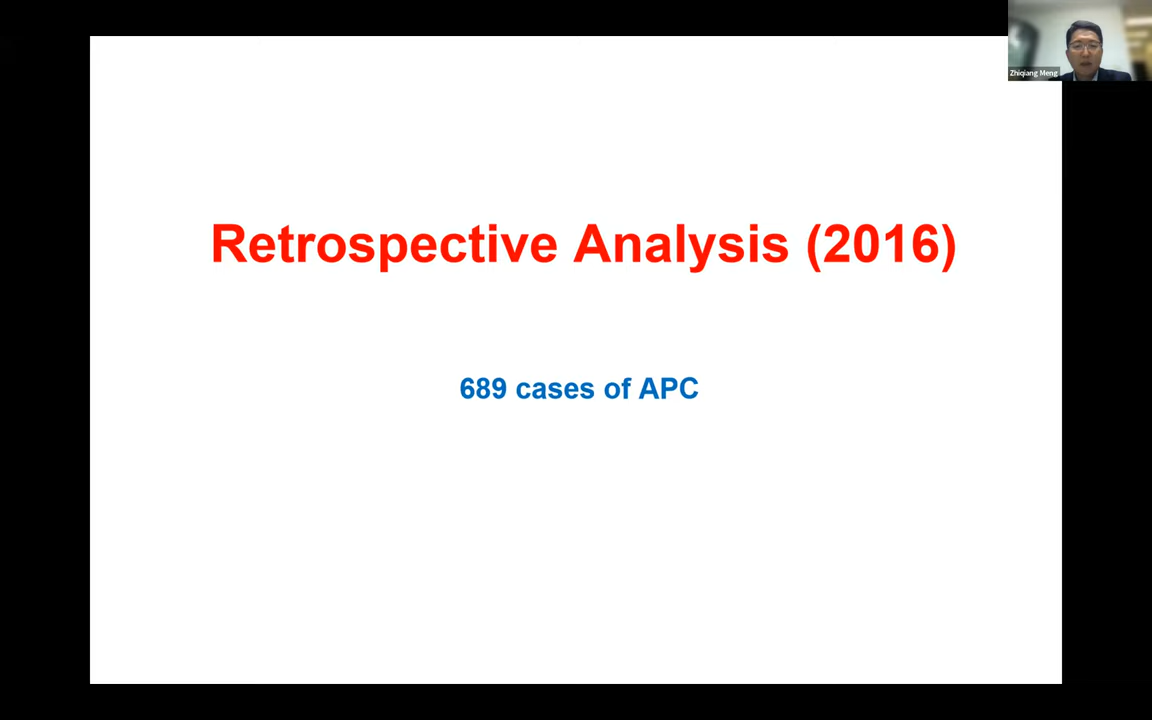 Zhiqiang Meng
Retrospective Analysis (2016)
689 cases of APC